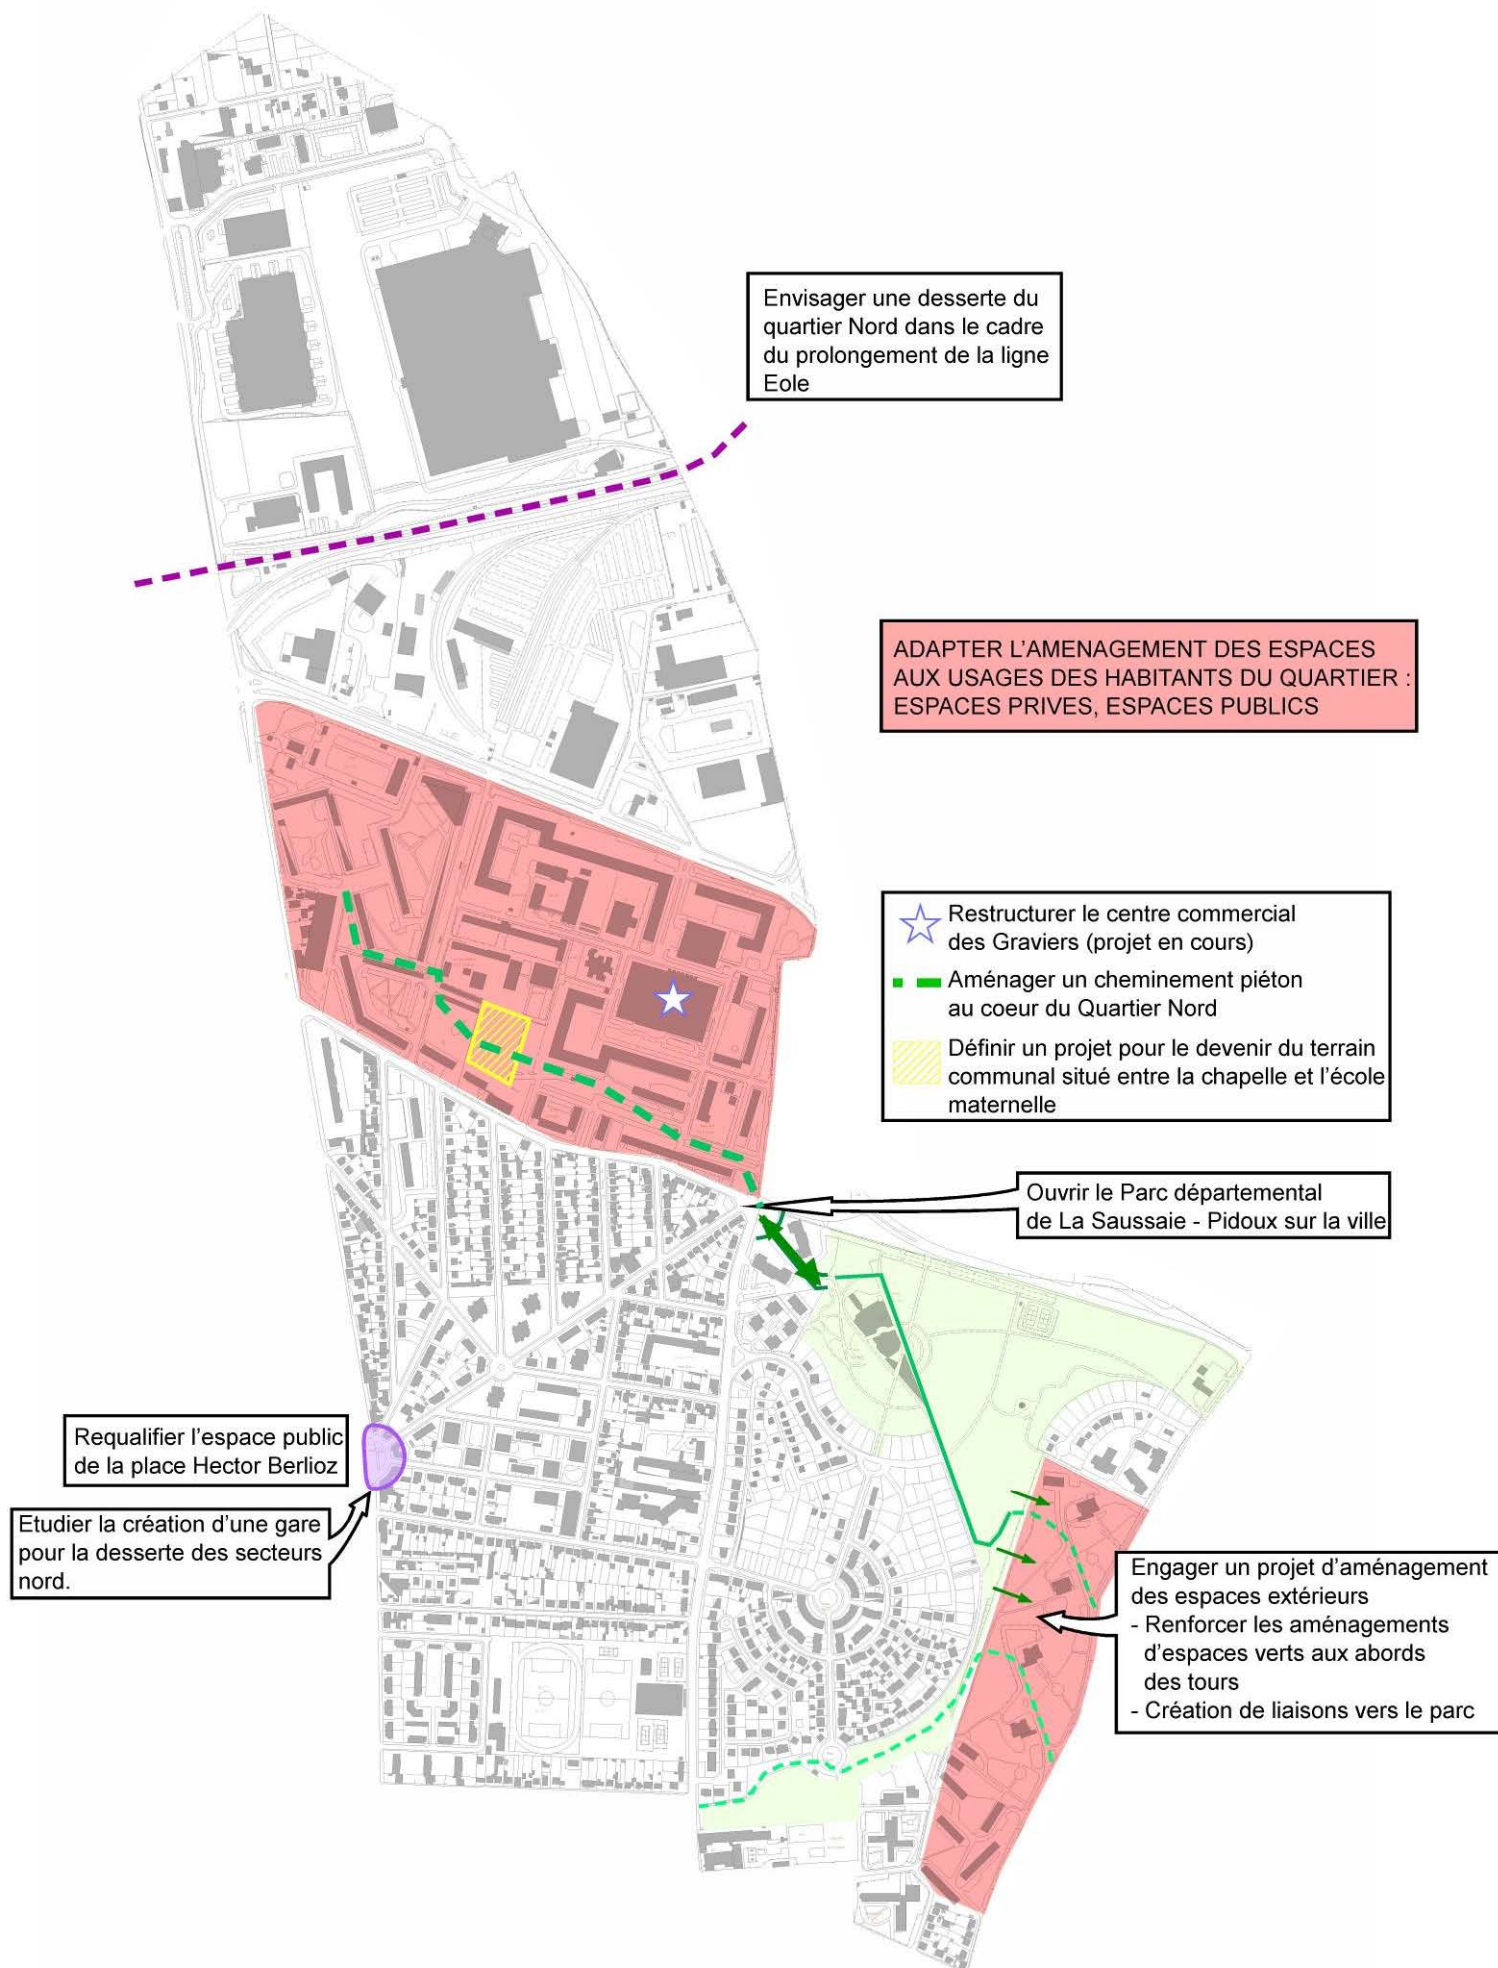 Envisager une desserte du
quartier Nord dans le cadre
du prolongement de la ligne
Eole
ADAPTER L'AMENAGEMENT DES ESPACES
AUX USAGES DES HABITANTS DU QUARTIER :
ESPACES PRIVES, ESPACES PUBLICS
Restructurer le centre commercial
des Graviers (projet en cours)
Aménager un cheminement piéton
au coeur du Quartier Nord
Définir un projet pour le devenir du terrain
communal situé entre la chapelle et l'école
maternelle
Ouvrir le Parc départemental
de La Saussaie - Pidoux sur la ville
Requalifier l'espace public
de la place Hector Berlioz
Etudier la création d'une gare
pour la desserte des secteurs
nord.
Engager un projet d'aménagement
des espaces extérieurs
- Renforcer les aménagements
d'espaces verts aux abords
des tours
- Création de liaisons vers le parc